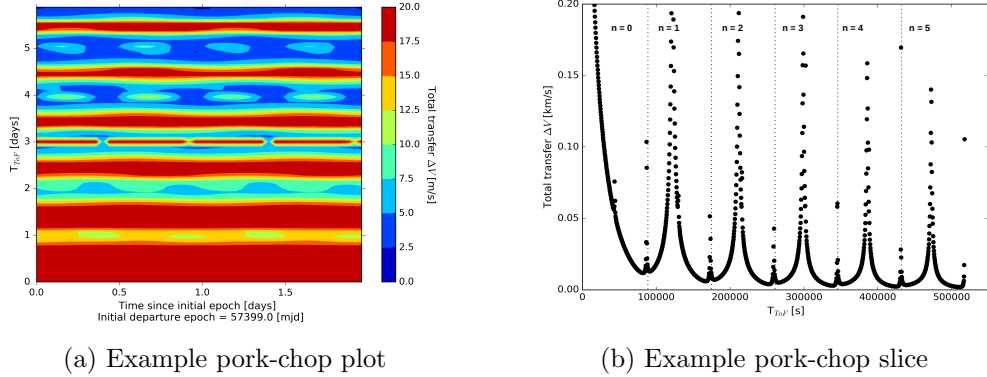 20.0
17.5
15.0
12.5
10.0
7.5
5.0
2.5
0.0
Total transfer ΔV [m/s]
5
4
3
2
1
0
T_ToF [days]
0.0 0.5 1.0 1.5
Time since initial epoch [days]
Initial departure epoch = 57399.0 [mjd]
(a) Example pork-chop plot
0.20
0.15
0.10
0.05
0.00
Total transfer ΔV [km/s]
n=0 n=1 n=2 n=3 n=4 n=5
100000 200000 300000 400000 500000
T_ToF [s]
(b) Example pork-chop slice